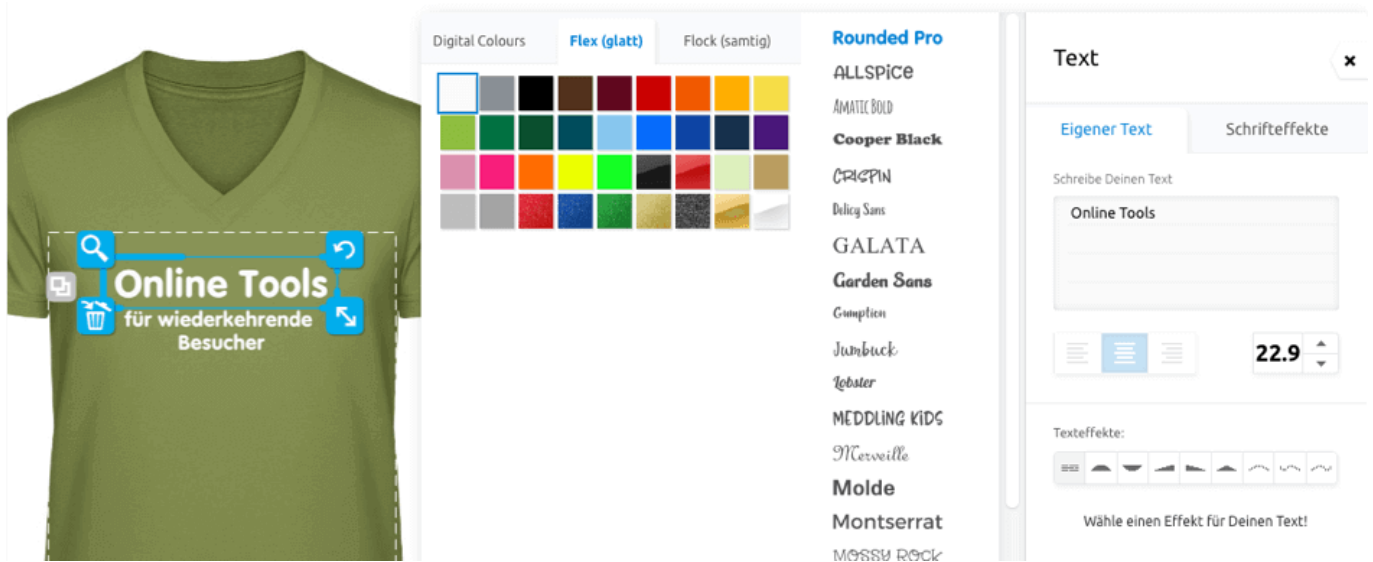 Online Tools
für wiederkehrende
Besucher
Digital Colours
Flex (glatt)
Flock (samtig)
Rounded Pro
ALLSPICE
AMATIC BOLD
Cooper Black
CRISPIN
Delicy Sans
GALATA
Garden Sans
Gumption
Jumbuck
Lobster
MEDDLING KIDS
Merveille
Molde
Montserrat
MOSSY ROCK
Text
Eigener Text
Schrifteffekte
Schreibe Deinen Text
Online Tools
22.9
Texteffekte:
Wähle einen Effekt für Deinen Text!